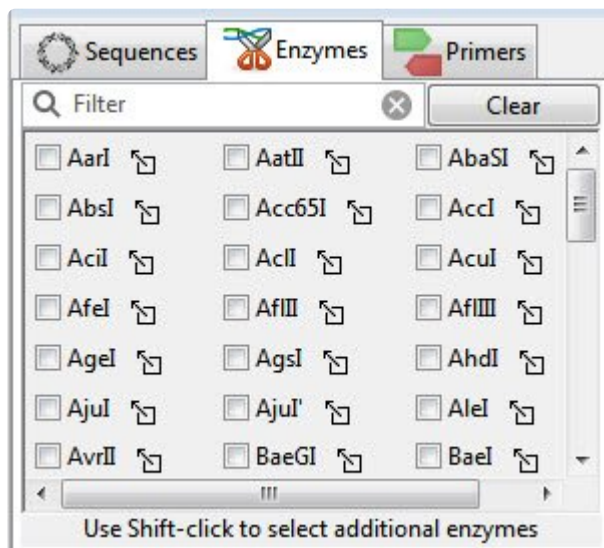 Sequences Enzymes Primers
Filter Clear
AarI AatII AbaSI
AbsI Acc65I AccI
AciI AclI AcuI
AfeI AflII AflIII
AgeI AgsI AhdI
AjuI AjuI' AleI
AvrII BaeGI BaeI
Use Shift-click to select additional enzymes